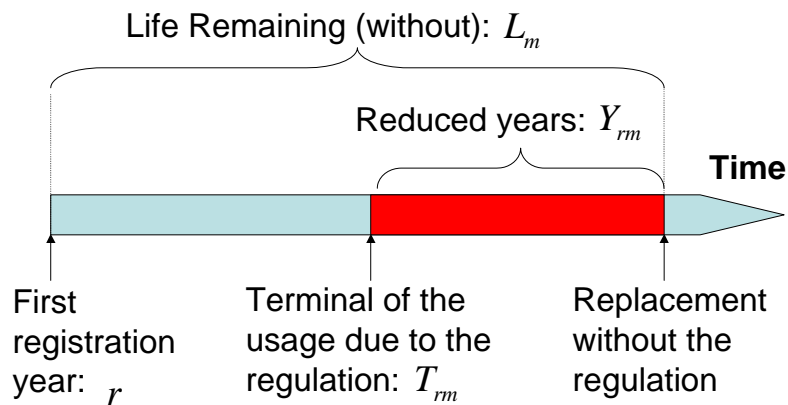 Life Remaining (without): L_m
Reduced years: Y_rm
Time
First
registration
year: r
Terminal of the
usage due to the
regulation: T_rm
Replacement
without the
regulation